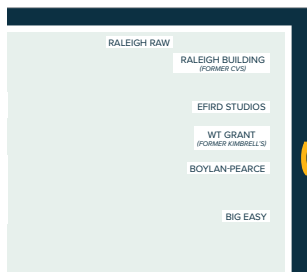 RALEIGH RAW
RALEIGH BUILDING
(FORMER CVS)
EFIRD STUDIOS
WT GRANT
(FORMER KIMBRELL'S)
BOYLAN-PEARCE
BIG EASY